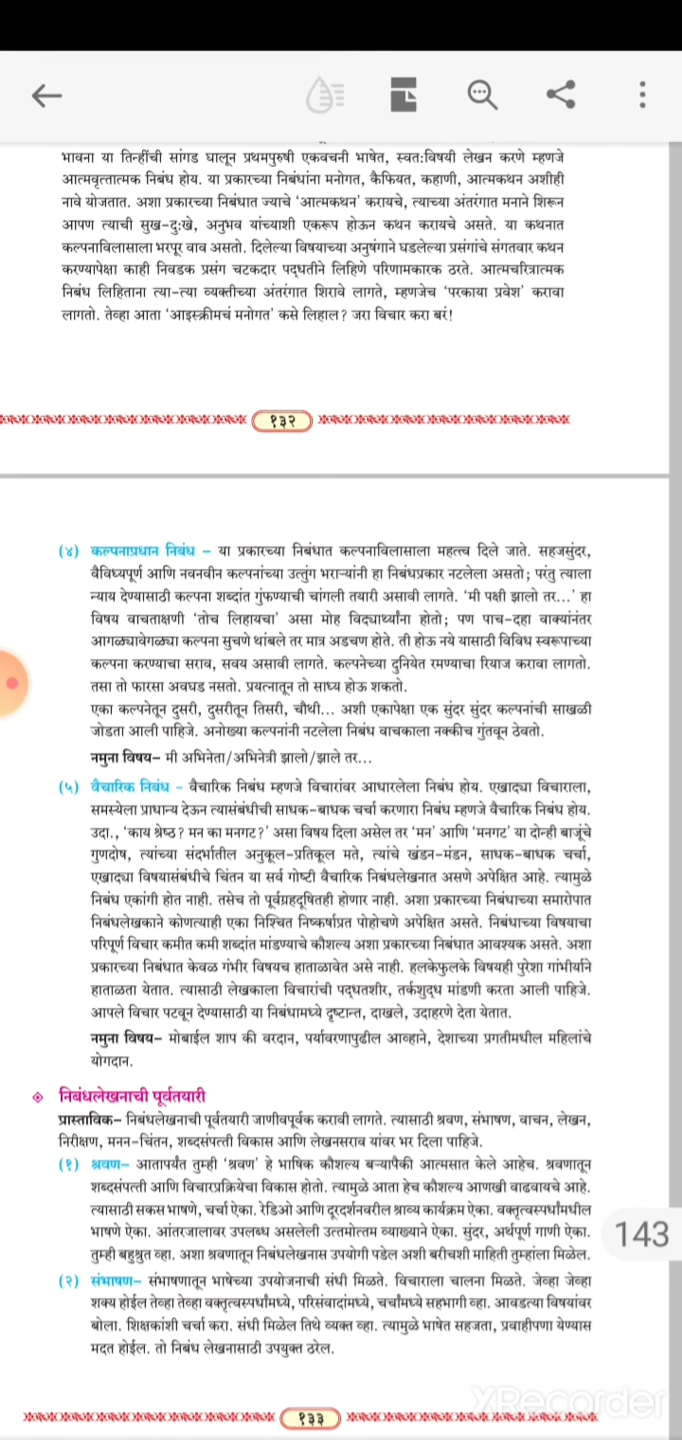 भावना या तिन्हींची सांगड घालून प्रथमपुरुषी एकवचनी भाषेत, स्वत:विषयी लेखन करणे म्हणजे
आत्मवृत्तात्मक निबंध होय. या प्रकारच्या निबंधांना मनोगत, कैफियत, कहाणी, आत्मकथन अशीही
नावे योजतात. अशा प्रकारच्या निबंधात ज्याचे ‘आत्मकथन’ करायचे, त्याच्या अंतरंगात मनाने शिरून
आपण त्याची सुख-दुःखे, अनुभव यांच्याशी एकरूप होऊन कथन करायचे असते. या कथनात
कल्पनाविलासाला भरपूर वाव असतो. दिलेल्या विषयाच्या अनुषंगाने घडलेल्या प्रसंगांचे संगतवार कथन
करण्यापेक्षा काही निवडक प्रसंग चटकदार पद्धतीने लिहिणे परिणामकारक ठरते. आत्मचरित्रात्मक
निबंध लिहिताना त्या-त्या व्यक्तीच्या अंतरंगात शिरावे लागते, म्हणजेच ‘परकाया प्रवेश’ करावा
लागतो. तेव्हा आता ‘आइस्क्रीमचं मनोगत’ कसे लिहाल? जरा विचार करा बरं!
१३२
(४) कल्पनाप्रधान निबंध – या प्रकारच्या निबंधात कल्पनाविलासाला महत्त्व दिले जाते. सहजसुंदर,
वैविध्यपूर्ण आणि नवनवीन कल्पनांच्या उत्तुंग भराऱ्यांनी हा निबंधप्रकार नटलेला असतो; परंतु त्याला
न्याय देण्यासाठी कल्पना शब्दांत गुंफण्याची चांगली तयारी असावी लागते. ‘मी पक्षी झालो तर...’ हा
विषय वाचताक्षणी ‘तोच लिहायचा’ असा मोह विद्यार्थ्यांना होतो; पण पाच-दहा वाक्यांनंतर
आगळ्यावेगळ्या कल्पना सुचणे थांबले तर मात्र अडचण होते. ती होऊ नये यासाठी विविध स्वरूपाच्या
कल्पना करण्याचा सराव, सवय असावी लागते. कल्पनेच्या दुनियेत रमण्याचा रियाज करावा लागतो.
तसा तो फारसा अवघड नसतो. प्रयत्नातून तो साध्य होऊ शकतो.
एका कल्पनेतून दुसरी, दुसरीतून तिसरी, चौथी... अशी एकापेक्षा एक सुंदर सुंदर कल्पनांची साखळी
जोडता आली पाहिजे. अनोख्या कल्पनांनी नटलेला निबंध वाचकाला नक्कीच गुंतवून ठेवतो.
नमुना विषय– मी अभिनेता/अभिनेत्री झालो/झाले तर...
(५) वैचारिक निबंध – वैचारिक निबंध म्हणजे विचारांवर आधारलेला निबंध होय. एखाद्या विचाराला,
समस्येला प्राधान्य देऊन त्यासंबंधीची साधक-बाधक चर्चा करणारा निबंध म्हणजे वैचारिक निबंध होय.
उदा., ‘काय श्रेष्ठ? मन का मनगट?’ असा विषय दिला असेल तर ‘मन’ आणि ‘मनगट’ या दोन्ही बाजूंचे
गुणदोष, त्यांच्या संदर्भातील अनुकूल-प्रतिकूल मते, त्यांचे खंडन-मंडन, साधक-बाधक चर्चा,
एखाद्या विषयासंबंधीचे चिंतन या सर्व गोष्टी वैचारिक निबंधलेखनात असणे अपेक्षित आहे. त्यामुळे
निबंध एकांगी होत नाही. तसेच तो पूर्वग्रहदूषितही होणार नाही. अशा प्रकारच्या निबंधाच्या समारोपात
निबंधलेखकाने कोणत्याही एका निश्चित निष्कर्षाप्रत पोहोचणे अपेक्षित असते. निबंधाच्या विषयाचा
परिपूर्ण विचार कमीत कमी शब्दांत मांडण्याचे कौशल्य अशा प्रकारच्या निबंधात आवश्यक असते. अशा
प्रकारच्या निबंधात केवळ गंभीर विषयच हाताळावेत असे नाही. हलकेफुलके विषयही पुरेशा गांभीर्याने
हाताळता येतात. त्यासाठी लेखकाला विचारांची पद्धतशीर, तर्कशुद्ध मांडणी करता आली पाहिजे.
आपले विचार पटवून देण्यासाठी या निबंधामध्ये दृष्टान्त, दाखले, उदाहरणे देता येतात.
नमुना विषय– मोबाईल शाप की वरदान, पर्यावरणापुढील आव्हाने, देशाच्या प्रगतीमधील महिलांचे
योगदान.
निबंधलेखनाची पूर्वतयारी
प्रास्ताविक– निबंधलेखनाची पूर्वतयारी जाणीवपूर्वक करावी लागते. त्यासाठी श्रवण, संभाषण, वाचन, लेखन,
निरीक्षण, मनन-चिंतन, शब्दसंपत्ती विकास आणि लेखनसराव यांवर भर दिला पाहिजे.
(१) श्रवण– आतापर्यंत तुम्ही ‘श्रवण’ हे भाषिक कौशल्य बऱ्यापैकी आत्मसात केले आहेच. श्रवणातून
शब्दसंपत्ती आणि विचारप्रक्रियेचा विकास होतो. त्यामुळे आता हेच कौशल्य आणखी वाढवायचे आहे.
त्यासाठी सकस भाषणे, चर्चा ऐका. रेडिओ आणि दूरदर्शनवरील श्राव्य कार्यक्रम ऐका. वक्तृत्वस्पर्धांमधील
भाषणे ऐका. आंतरजालावर उपलब्ध असलेली उत्तमोत्तम व्याख्याने ऐका. सुंदर, अर्थपूर्ण गाणी ऐका.
तुम्ही बहुश्रुत व्हा. अशा श्रवणातून निबंधलेखनास उपयोगी पडेल अशी बरीचशी माहिती तुम्हांला मिळेल.
143
(२) संभाषण– संभाषणातून भाषेच्या उपयोजनाची संधी मिळते. विचाराला चालना मिळते. जेव्हा जेव्हा
शक्य होईल तेव्हा तेव्हा वक्तृत्वस्पर्धांमध्ये, परिसंवादांमध्ये, चर्चांमध्ये सहभागी व्हा. आवडत्या विषयांवर
बोला. शिक्षकांशी चर्चा करा. संधी मिळेल तिथे व्यक्त व्हा. त्यामुळे भाषेत सहजता, प्रवाहीपणा येण्यास
मदत होईल. तो निबंध लेखनासाठी उपयुक्त ठरेल.
XRecorder
१३३